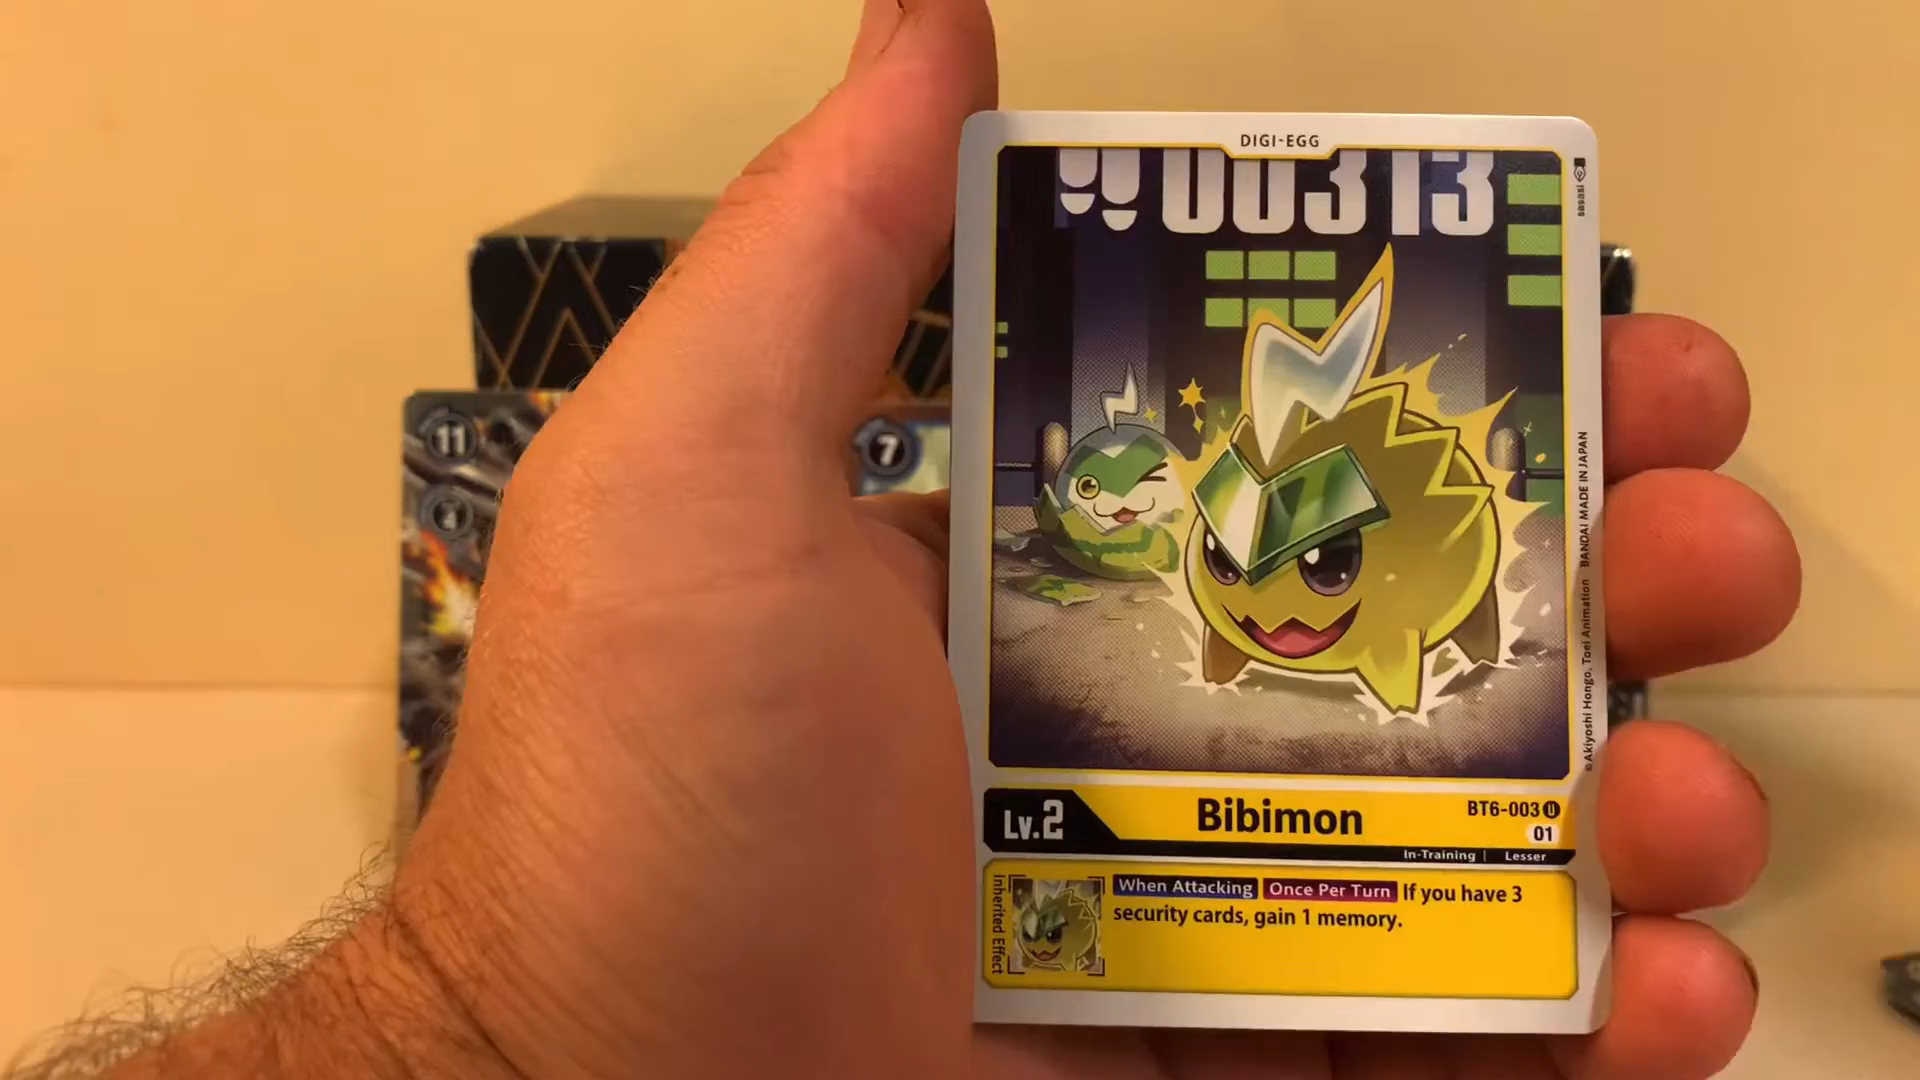 DIGI-EGG
00313
sasasi
11
7
©Akiyoshi Hongo, Toei Animation BANDAI MADE IN JAPAN
Lv.2
Bibimon
BT6-003 U
01
In-Training | Lesser
Inherited Effect
When Attacking Once Per Turn If you have 3
security cards, gain 1 memory.